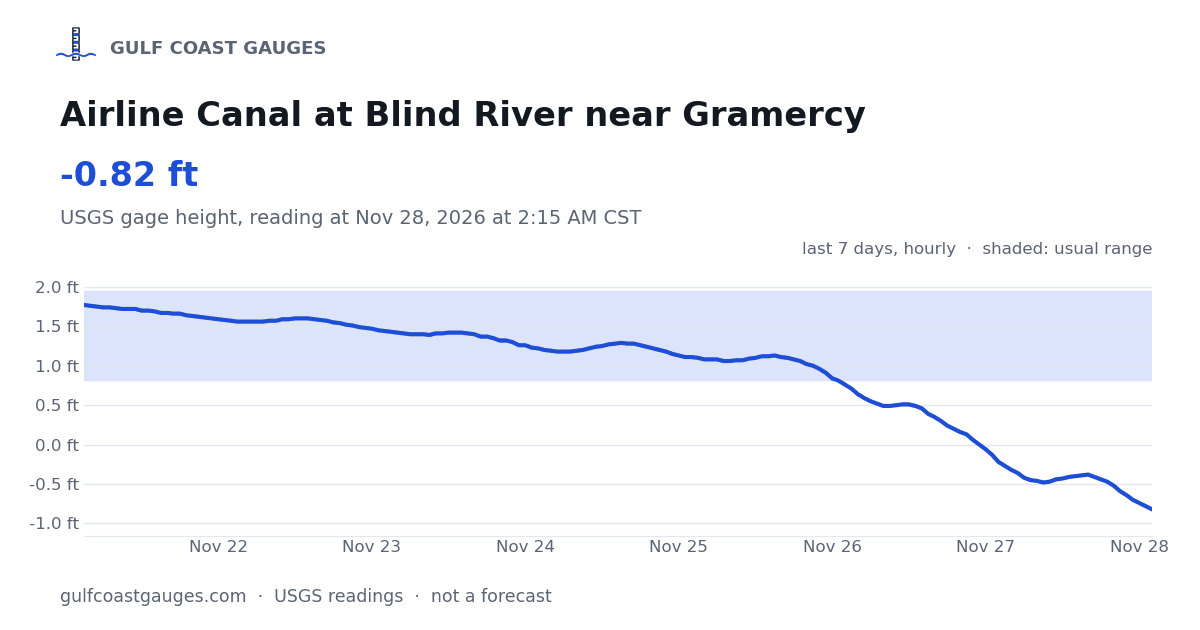 GULF COAST GAUGES
Airline Canal at Blind River near Gramercy
-0.82 ft
USGS gage height, reading at Nov 28, 2026 at 2:15 AM CST
last 7 days, hourly · shaded: usual range
2.0 ft
1.5 ft
1.0 ft
0.5 ft
0.0 ft
-0.5 ft
-1.0 ft
Nov 22 Nov 23 Nov 24 Nov 25 Nov 26 Nov 27 Nov 28
gulfcoastgauges.com · USGS readings · not a forecast